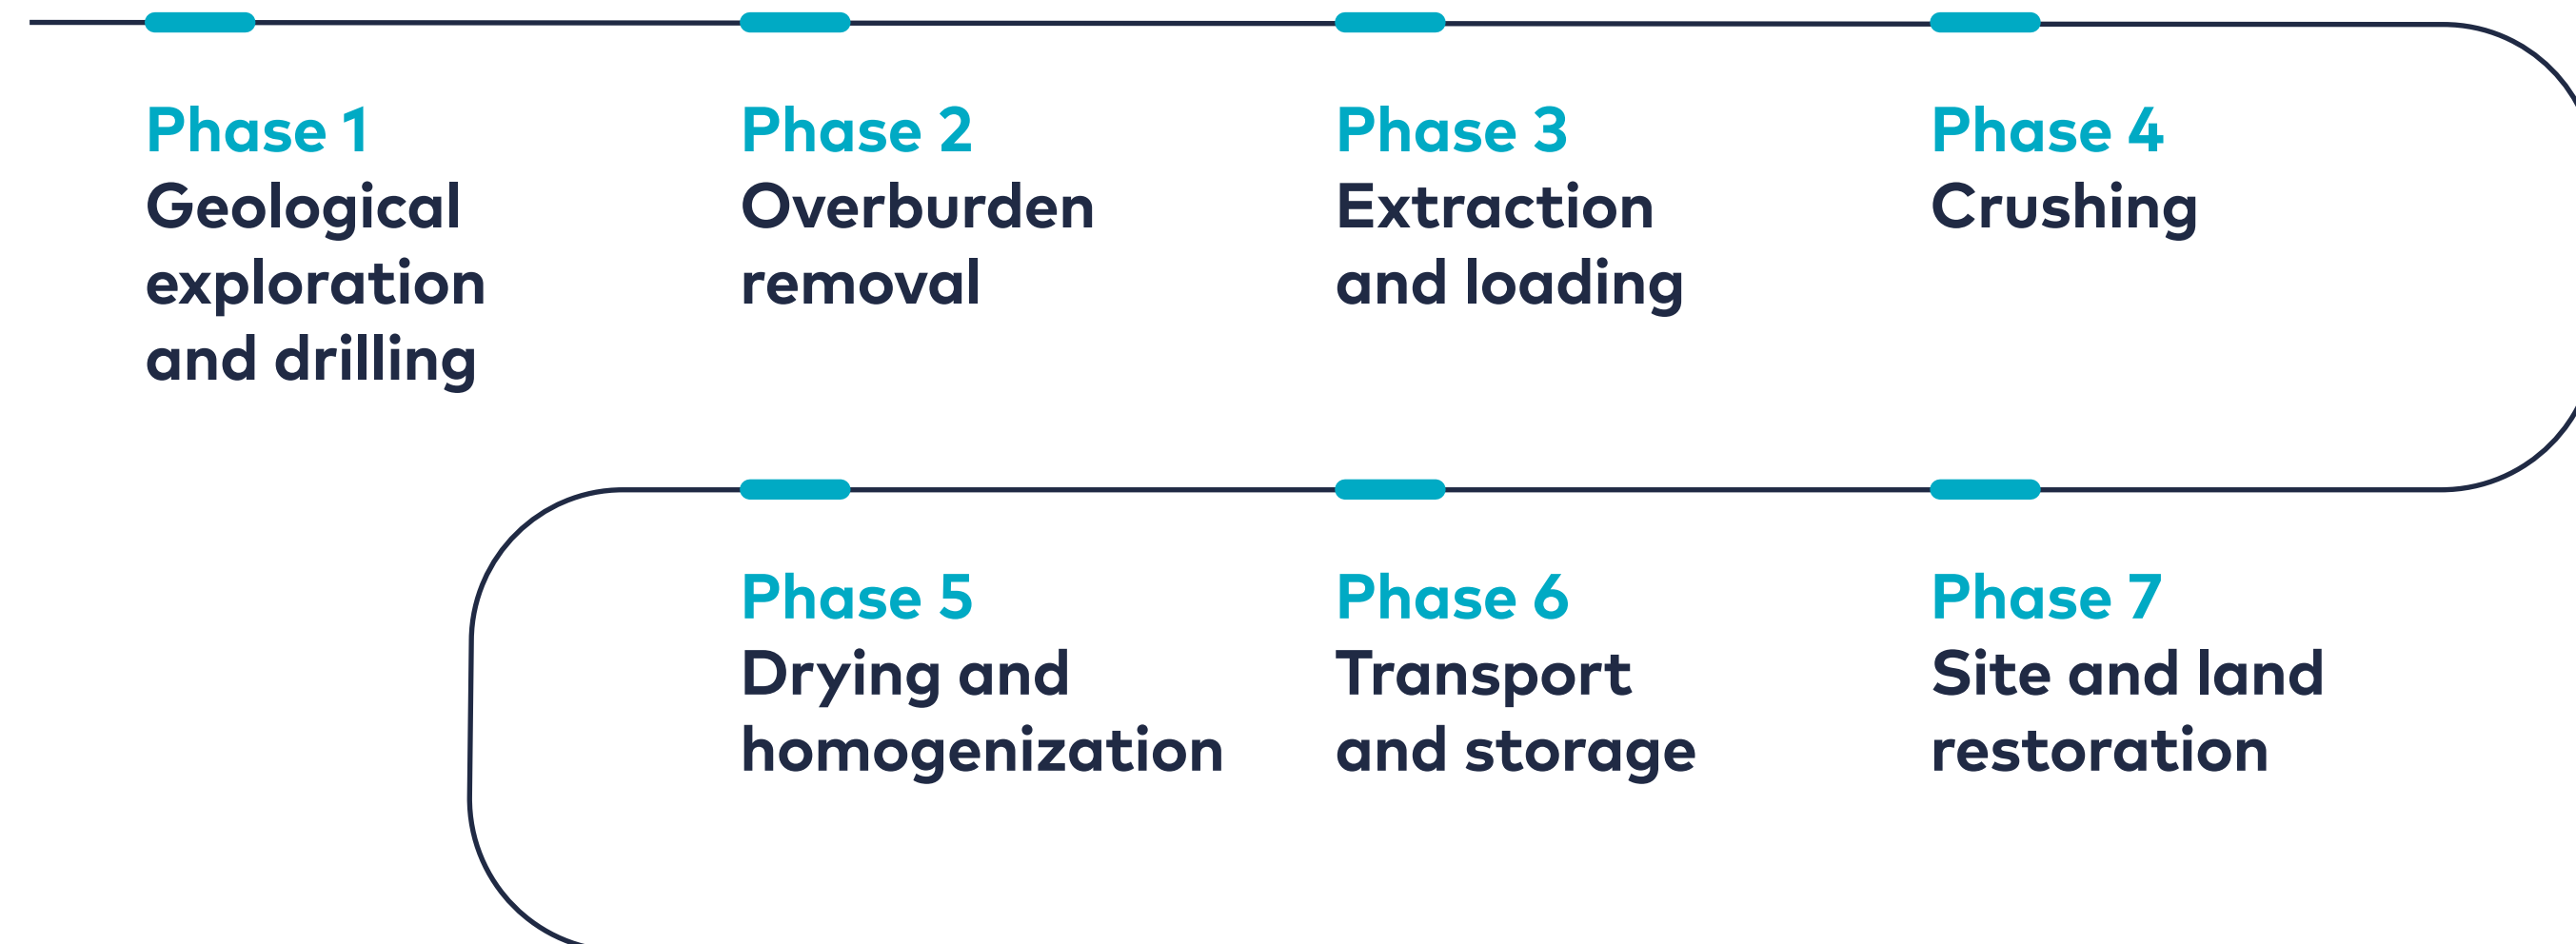 Phase 1
Geological
exploration
and drilling
Phase 2
Overburden
removal
Phase 3
Extraction
and loading
Phase 4
Crushing
Phase 5
Drying and
homogenization
Phase 6
Transport
and storage
Phase 7
Site and land
restoration